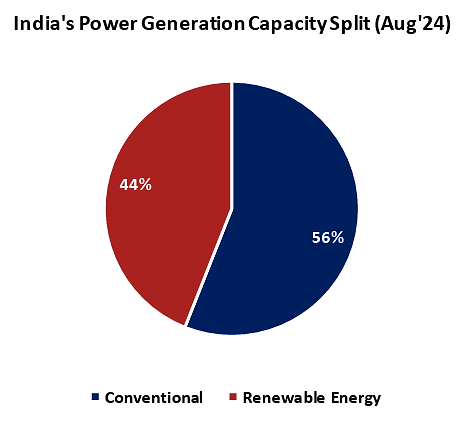 India's Power Generation Capacity Split (Aug'24)
44%
56%
Conventional Renewable Energy